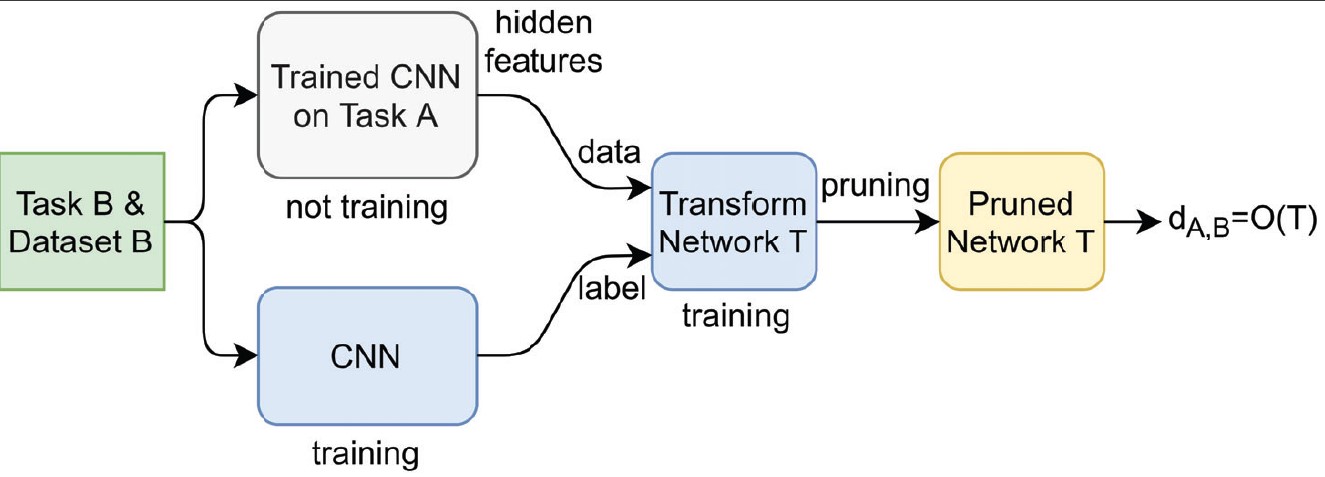 Task B &
Dataset B
Trained CNN
on Task A
not training
hidden
features
data
CNN
training
label
Transform
Network T
training
pruning
Pruned
Network T
d_A,B=O(T)